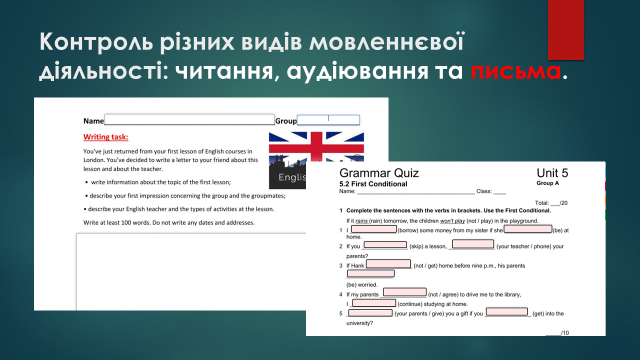 Контроль різних видів мовленнєвої
діяльності: читання, аудіювання та письма.
Name Group
Writing task:
You've just returned from your first lesson of English courses in
London. You've decided to write a letter to your friend about this
lesson and about the teacher.
• write information about the topic of the first lesson;
• describe your first impression concerning the group and the groupmates;
• describe your English teacher and the types of activities at the lesson.
Write at least 100 words. Do not write any dates and addresses.
Englis
Grammar Quiz Unit 5
5.2 First Conditional Group A
Name: ____ Class: ____
Total: ___/20
1 Complete the sentences with the verbs in brackets. Use the First Conditional.
If it rains (rain) tomorrow, the children won't play (not / play) in the playground.
1 I (borrow) some money from my sister if she (be) at
home.
2 If you (skip) a lesson, (your teacher / phone) your
parents?
3 If Hank (not / get) home before nine p.m., his parents
(be) worried.
4 If my parents (not / agree) to drive me to the library,
I (continue) studying at home.
5 (your parents / give) you a gift if you (get) into the
university?
___/10